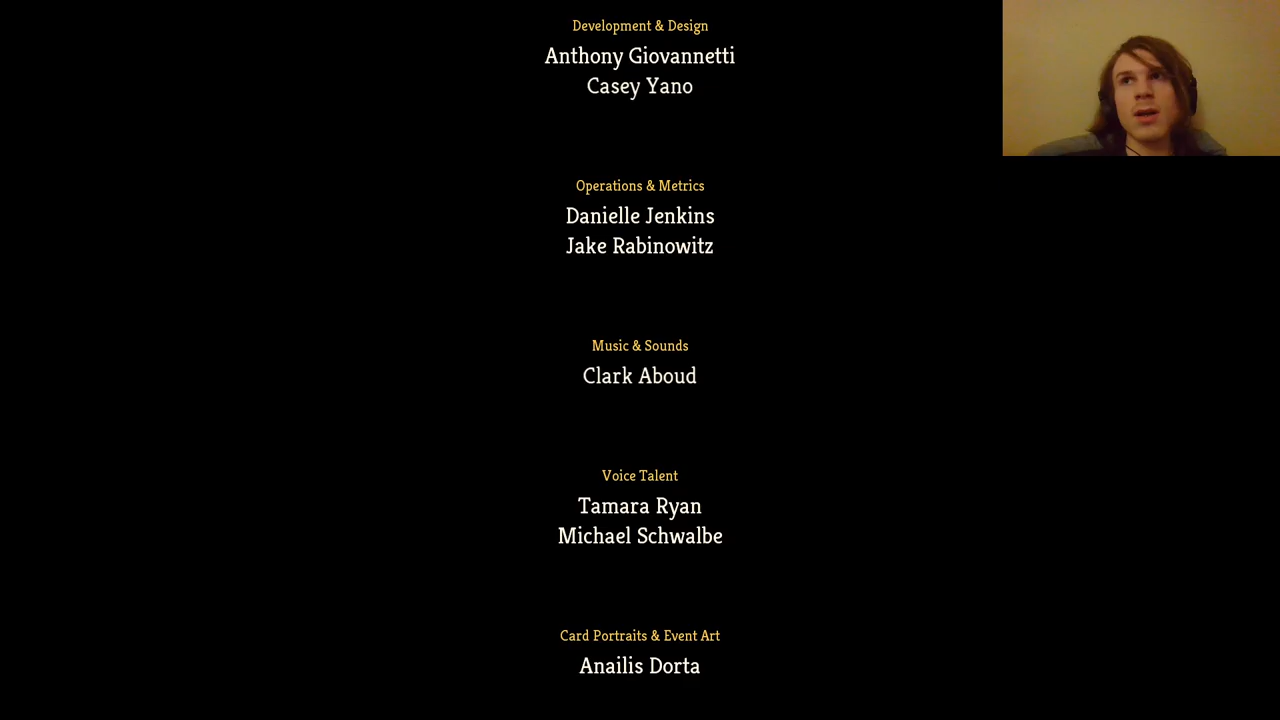 Development & Design
Anthony Giovannetti
Casey Yano
Operations & Metrics
Danielle Jenkins
Jake Rabinowitz
Music & Sounds
Clark Aboud
Voice Talent
Tamara Ryan
Michael Schwalbe
Card Portraits & Event Art
Anailis Dorta